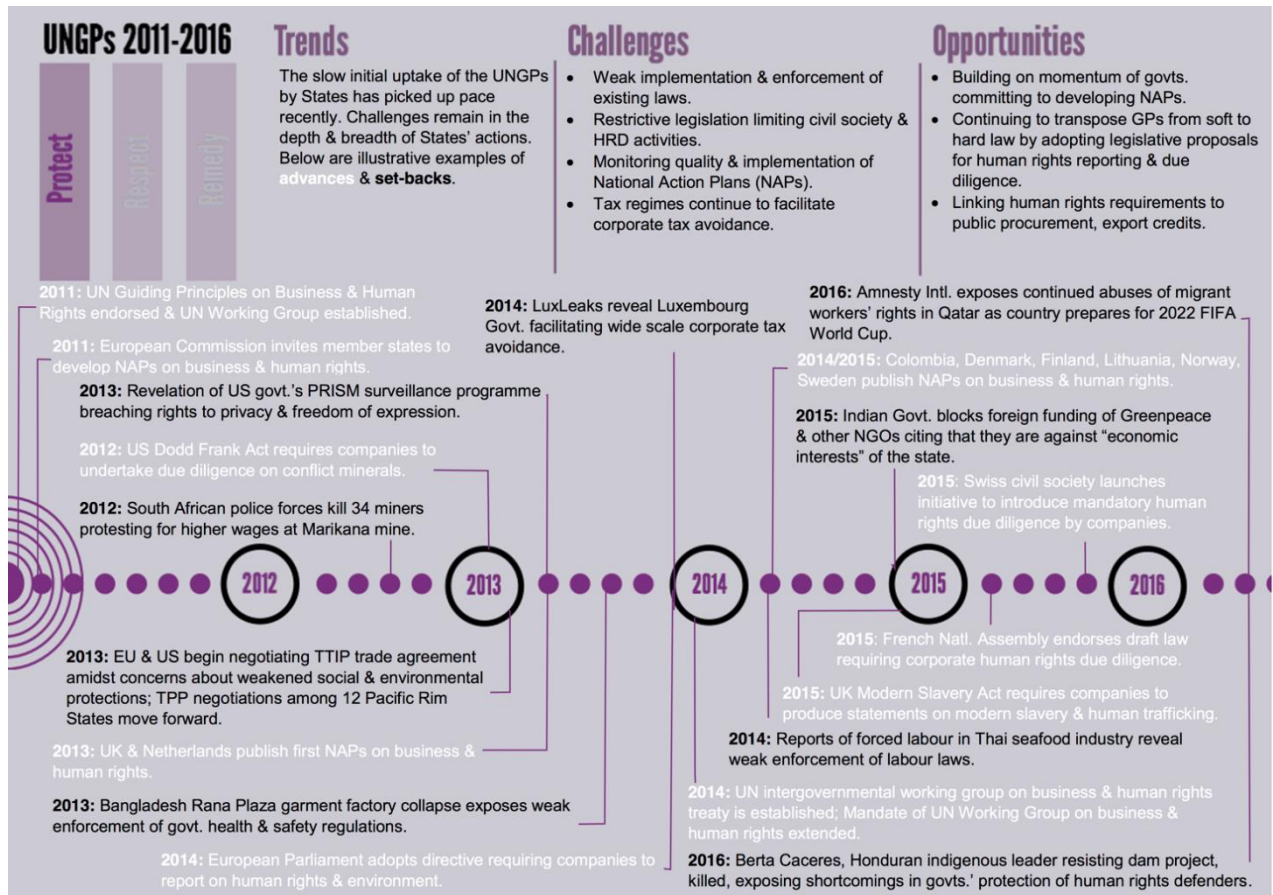 UNGPs 2011-2016
Protect
Respect
Remedy
Trends
The slow initial uptake of the UNGPs
by States has picked up pace
recently. Challenges remain in the
depth & breadth of States' actions.
Below are illustrative examples of
advances & set-backs.
Challenges
• Weak implementation & enforcement of
existing laws.
• Restrictive legislation limiting civil society &
HRD activities.
• Monitoring quality & implementation of
National Action Plans (NAPs).
• Tax regimes continue to facilitate
corporate tax avoidance.
Opportunities
• Building on momentum of govts.
committing to developing NAPs.
• Continuing to transpose GPs from soft to
hard law by adopting legislative proposals
for human rights reporting & due
diligence.
• Linking human rights requirements to
public procurement, export credits.
2011: UN Guiding Principles on Business & Human
Rights endorsed & UN Working Group established.
2011: European Commission invites member states to
develop NAPs on business & human rights.
2013: Revelation of US govt.'s PRISM surveillance programme
breaching rights to privacy & freedom of expression.
2012: US Dodd Frank Act requires companies to
undertake due diligence on conflict minerals.
2012: South African police forces kill 34 miners
protesting for higher wages at Marikana mine.
2014: LuxLeaks reveal Luxembourg
Govt. facilitating wide scale corporate tax
avoidance.
2016: Amnesty Intl. exposes continued abuses of migrant
workers' rights in Qatar as country prepares for 2022 FIFA
World Cup.
2014/2015: Colombia, Denmark, Finland, Lithuania, Norway,
Sweden publish NAPs on business & human rights.
2015: Indian Govt. blocks foreign funding of Greenpeace
& other NGOs citing that they are against "economic
interests" of the state.
2015: Swiss civil society launches
initiative to introduce mandatory human
rights due diligence by companies.
2012
2013
2014
2015
2016
2013: EU & US begin negotiating TTIP trade agreement
amidst concerns about weakened social & environmental
protections; TPP negotiations among 12 Pacific Rim
States move forward.
2013: UK & Netherlands publish first NAPs on business &
human rights.
2013: Bangladesh Rana Plaza garment factory collapse exposes weak
enforcement of govt. health & safety regulations.
2014: European Parliament adopts directive requiring companies to
report on human rights & environment.
2015: French Natl. Assembly endorses draft law
requiring corporate human rights due diligence.
2015: UK Modern Slavery Act requires companies to
produce statements on modern slavery & human trafficking.
2014: Reports of forced labour in Thai seafood industry reveal
weak enforcement of labour laws.
2014: UN intergovernmental working group on business & human rights
treaty is established; Mandate of UN Working Group on business &
human rights extended.
2016: Berta Caceres, Honduran indigenous leader resisting dam project,
killed, exposing shortcomings in govts.' protection of human rights defenders.